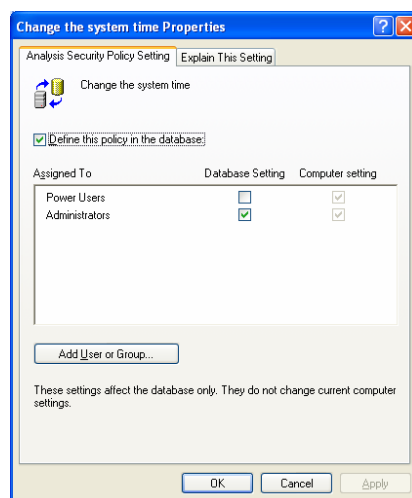 Change the system time Properties
Analysis Security Policy Setting
Explain This Setting
Change the system time
Define this policy in the database:
Assigned To Database Setting Computer setting
Power Users
Administrators
Add User or Group...
These settings affect the database only. They do not change current computer
settings.
OK Cancel Apply